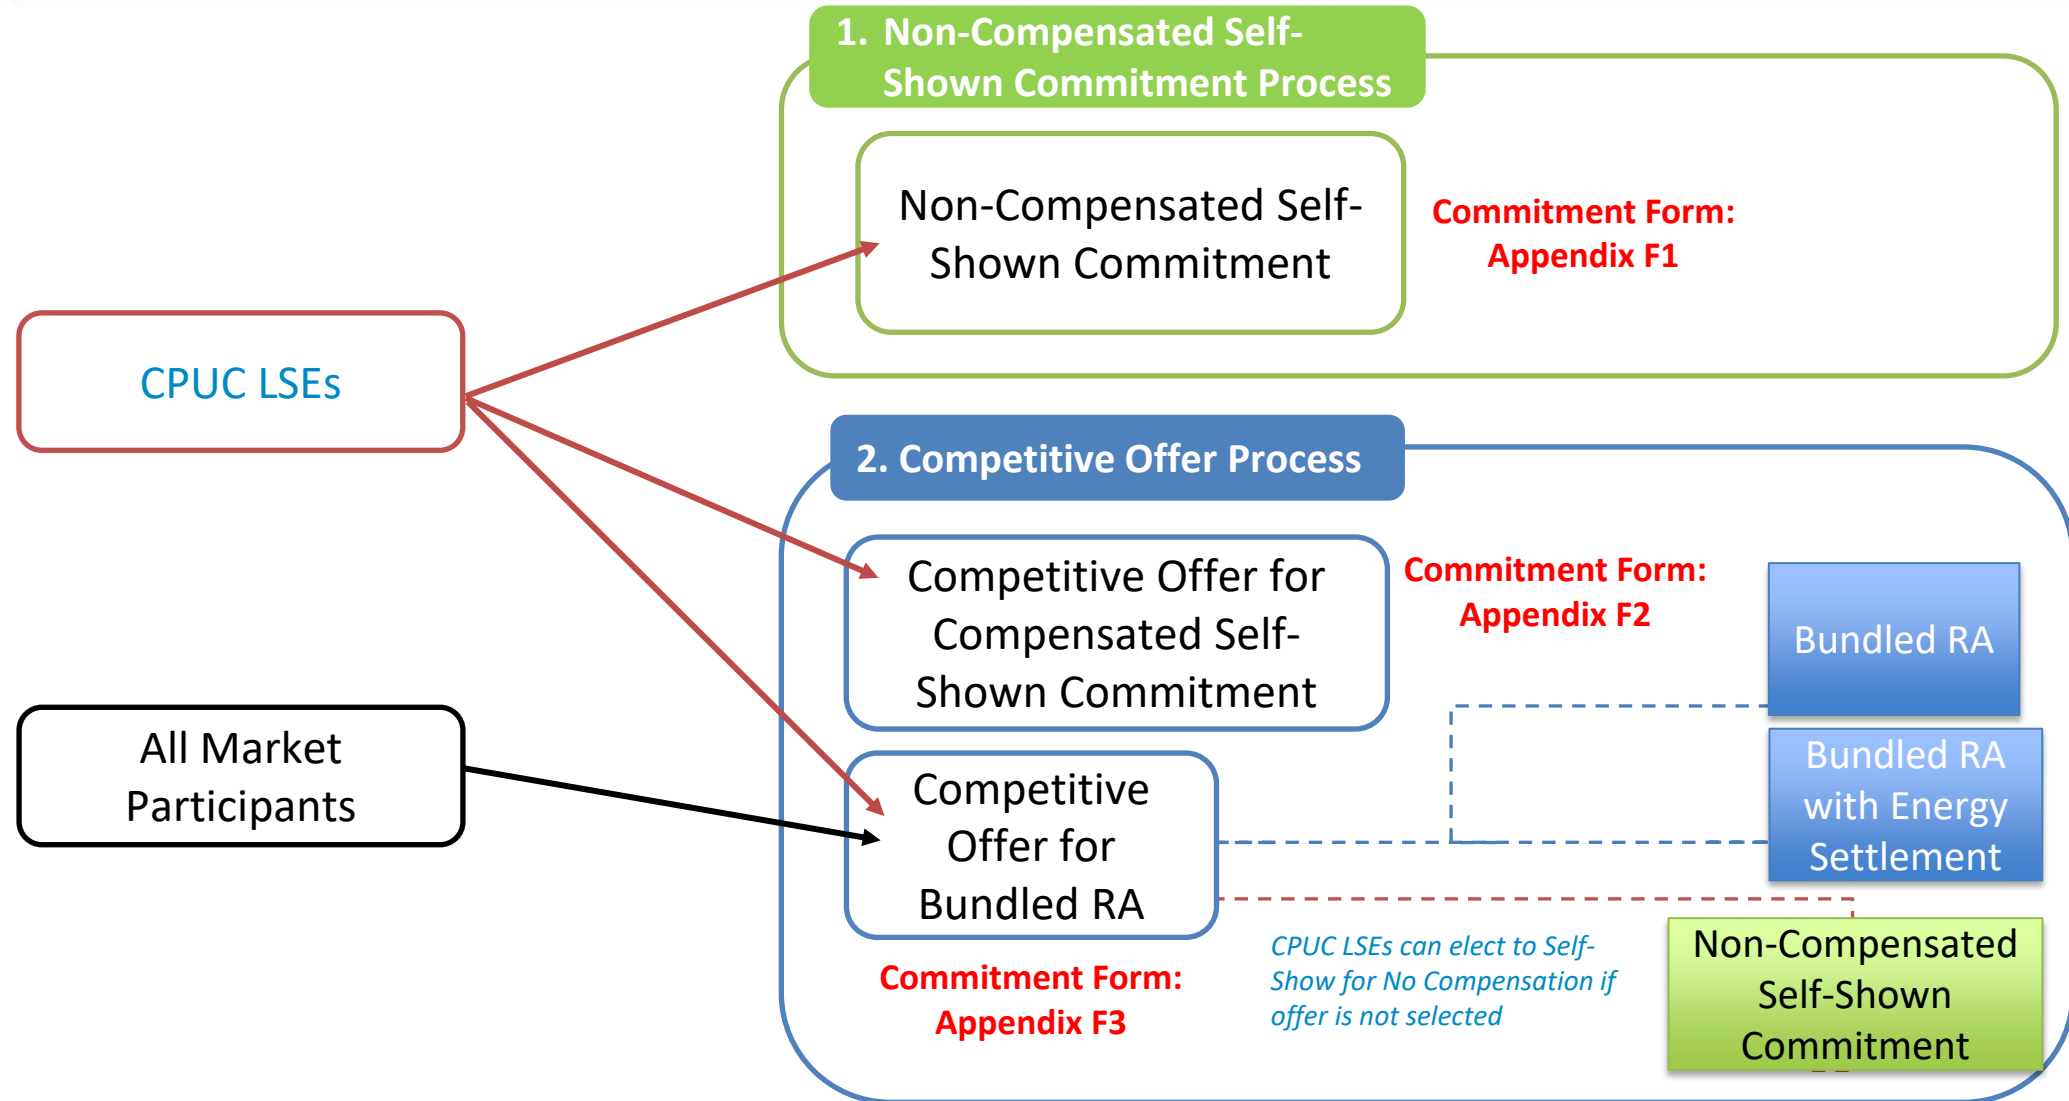 1. Non-Compensated Self-
Shown Commitment Process
Non-Compensated Self-
Shown Commitment
Commitment Form:
Appendix F1
CPUC LSEs
2. Competitive Offer Process
Competitive Offer for
Compensated Self-
Shown Commitment
Commitment Form:
Appendix F2
Bundled RA
All Market
Participants
Competitive
Offer for
Bundled RA
Bundled RA
with Energy
Settlement
Commitment Form:
Appendix F3
CPUC LSEs can elect to Self-
Show for No Compensation if
offer is not selected
Non-Compensated
Self-Shown
Commitment